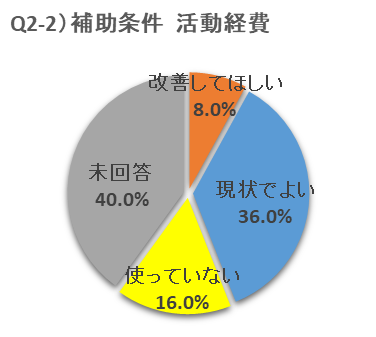 Q2-2）補助条件 活動経費
改善してほしい
8.0%
現状でよい
36.0%
使っていない
16.0%
未回答
40.0%